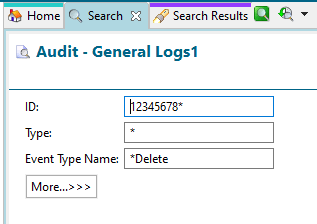 Home Search Search Results
Audit - General Logs1
ID: 12345678*
Type: *
Event Type Name: *Delete
More...>>>